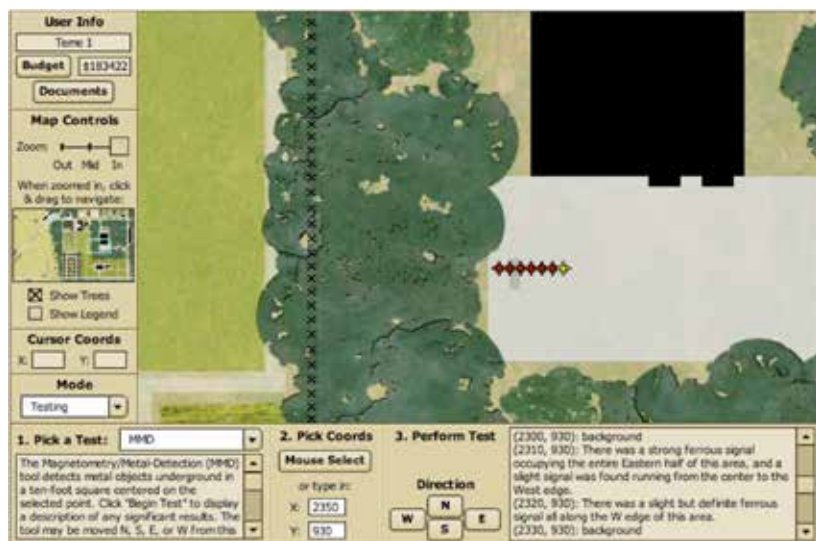 User Info
Teme 1
Budget $183422
Documents
Map Controls
Zoom:
Out Mid In
When zoomed in, click
& drag to navigate:
Show Trees
Show Legend
Cursor Coords
X: Y:
Mode
Testing
1. Pick a Test: MMD
The Magnetometry/Metal-Detection (MMD)
tool detects metal objects underground in
a ten-foot square centered on the
selected point. Click "Begin Test" to display
a description of any significant results. The
tool may be moved N, S, E, or W from this
2. Pick Coords
Mouse Select
or type in:
X: 2350
Y: 930
3. Perform Test
Direction
N
W E
S
(2300, 930): background
(2310, 930): There was a strong ferrous signal
occupying the entire Eastern half of this area, and a
slight signal was found running from the center to the
West edge.
(2320, 930): There was a slight but definite ferrous
signal all along the W edge of this area.
(2330, 930): background